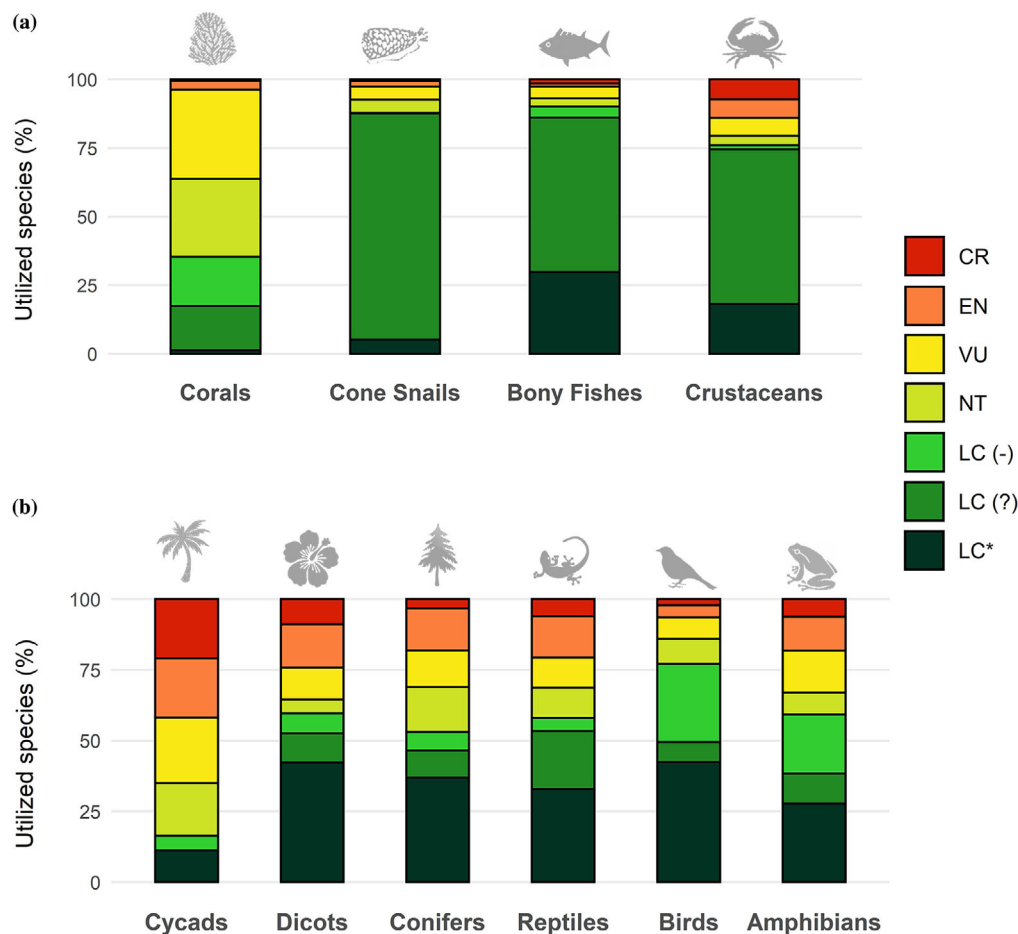 (a)
100
75
50
25
0
Utilized species (%)
Corals
Cone Snails
Bony Fishes
Crustaceans
CR
EN
VU
NT
LC (-)
LC (?)
LC*
(b)
100
75
50
25
0
Utilized species (%)
Cycads
Dicots
Conifers
Reptiles
Birds
Amphibians